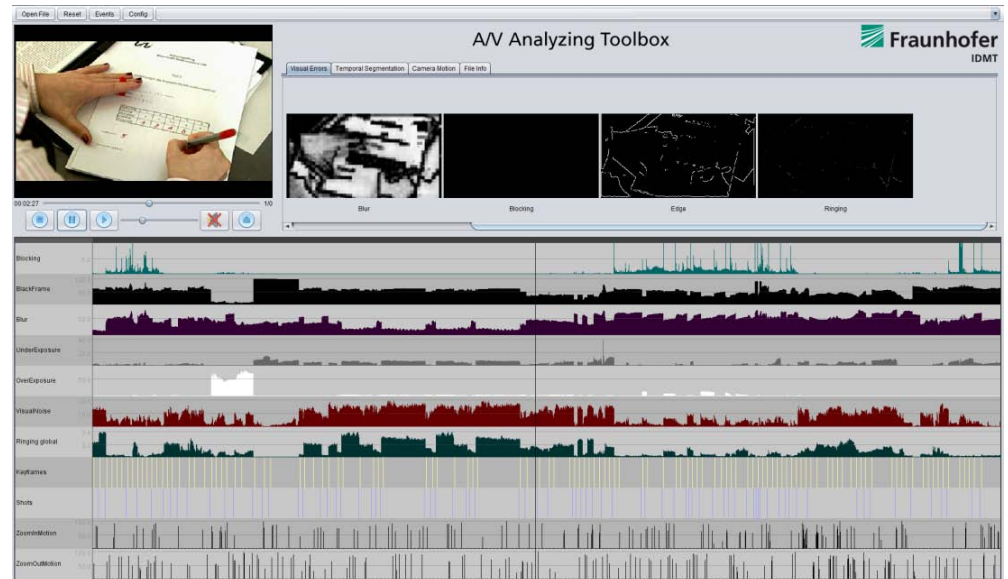 Open File Reset Events Config
A/V Analyzing Toolbox
Fraunhofer
IDMT
Visual Errors Temporal Segmentation Camera Motion File Info
Blur Blocking Edge Ringing
00:02:27 1/0
Blocking
BlackFrame
Blur
UnderExposure
OverExposure
VisualNoise
Ringing global
Keyframes
Shots
ZoomInMotion
ZoomOutMotion